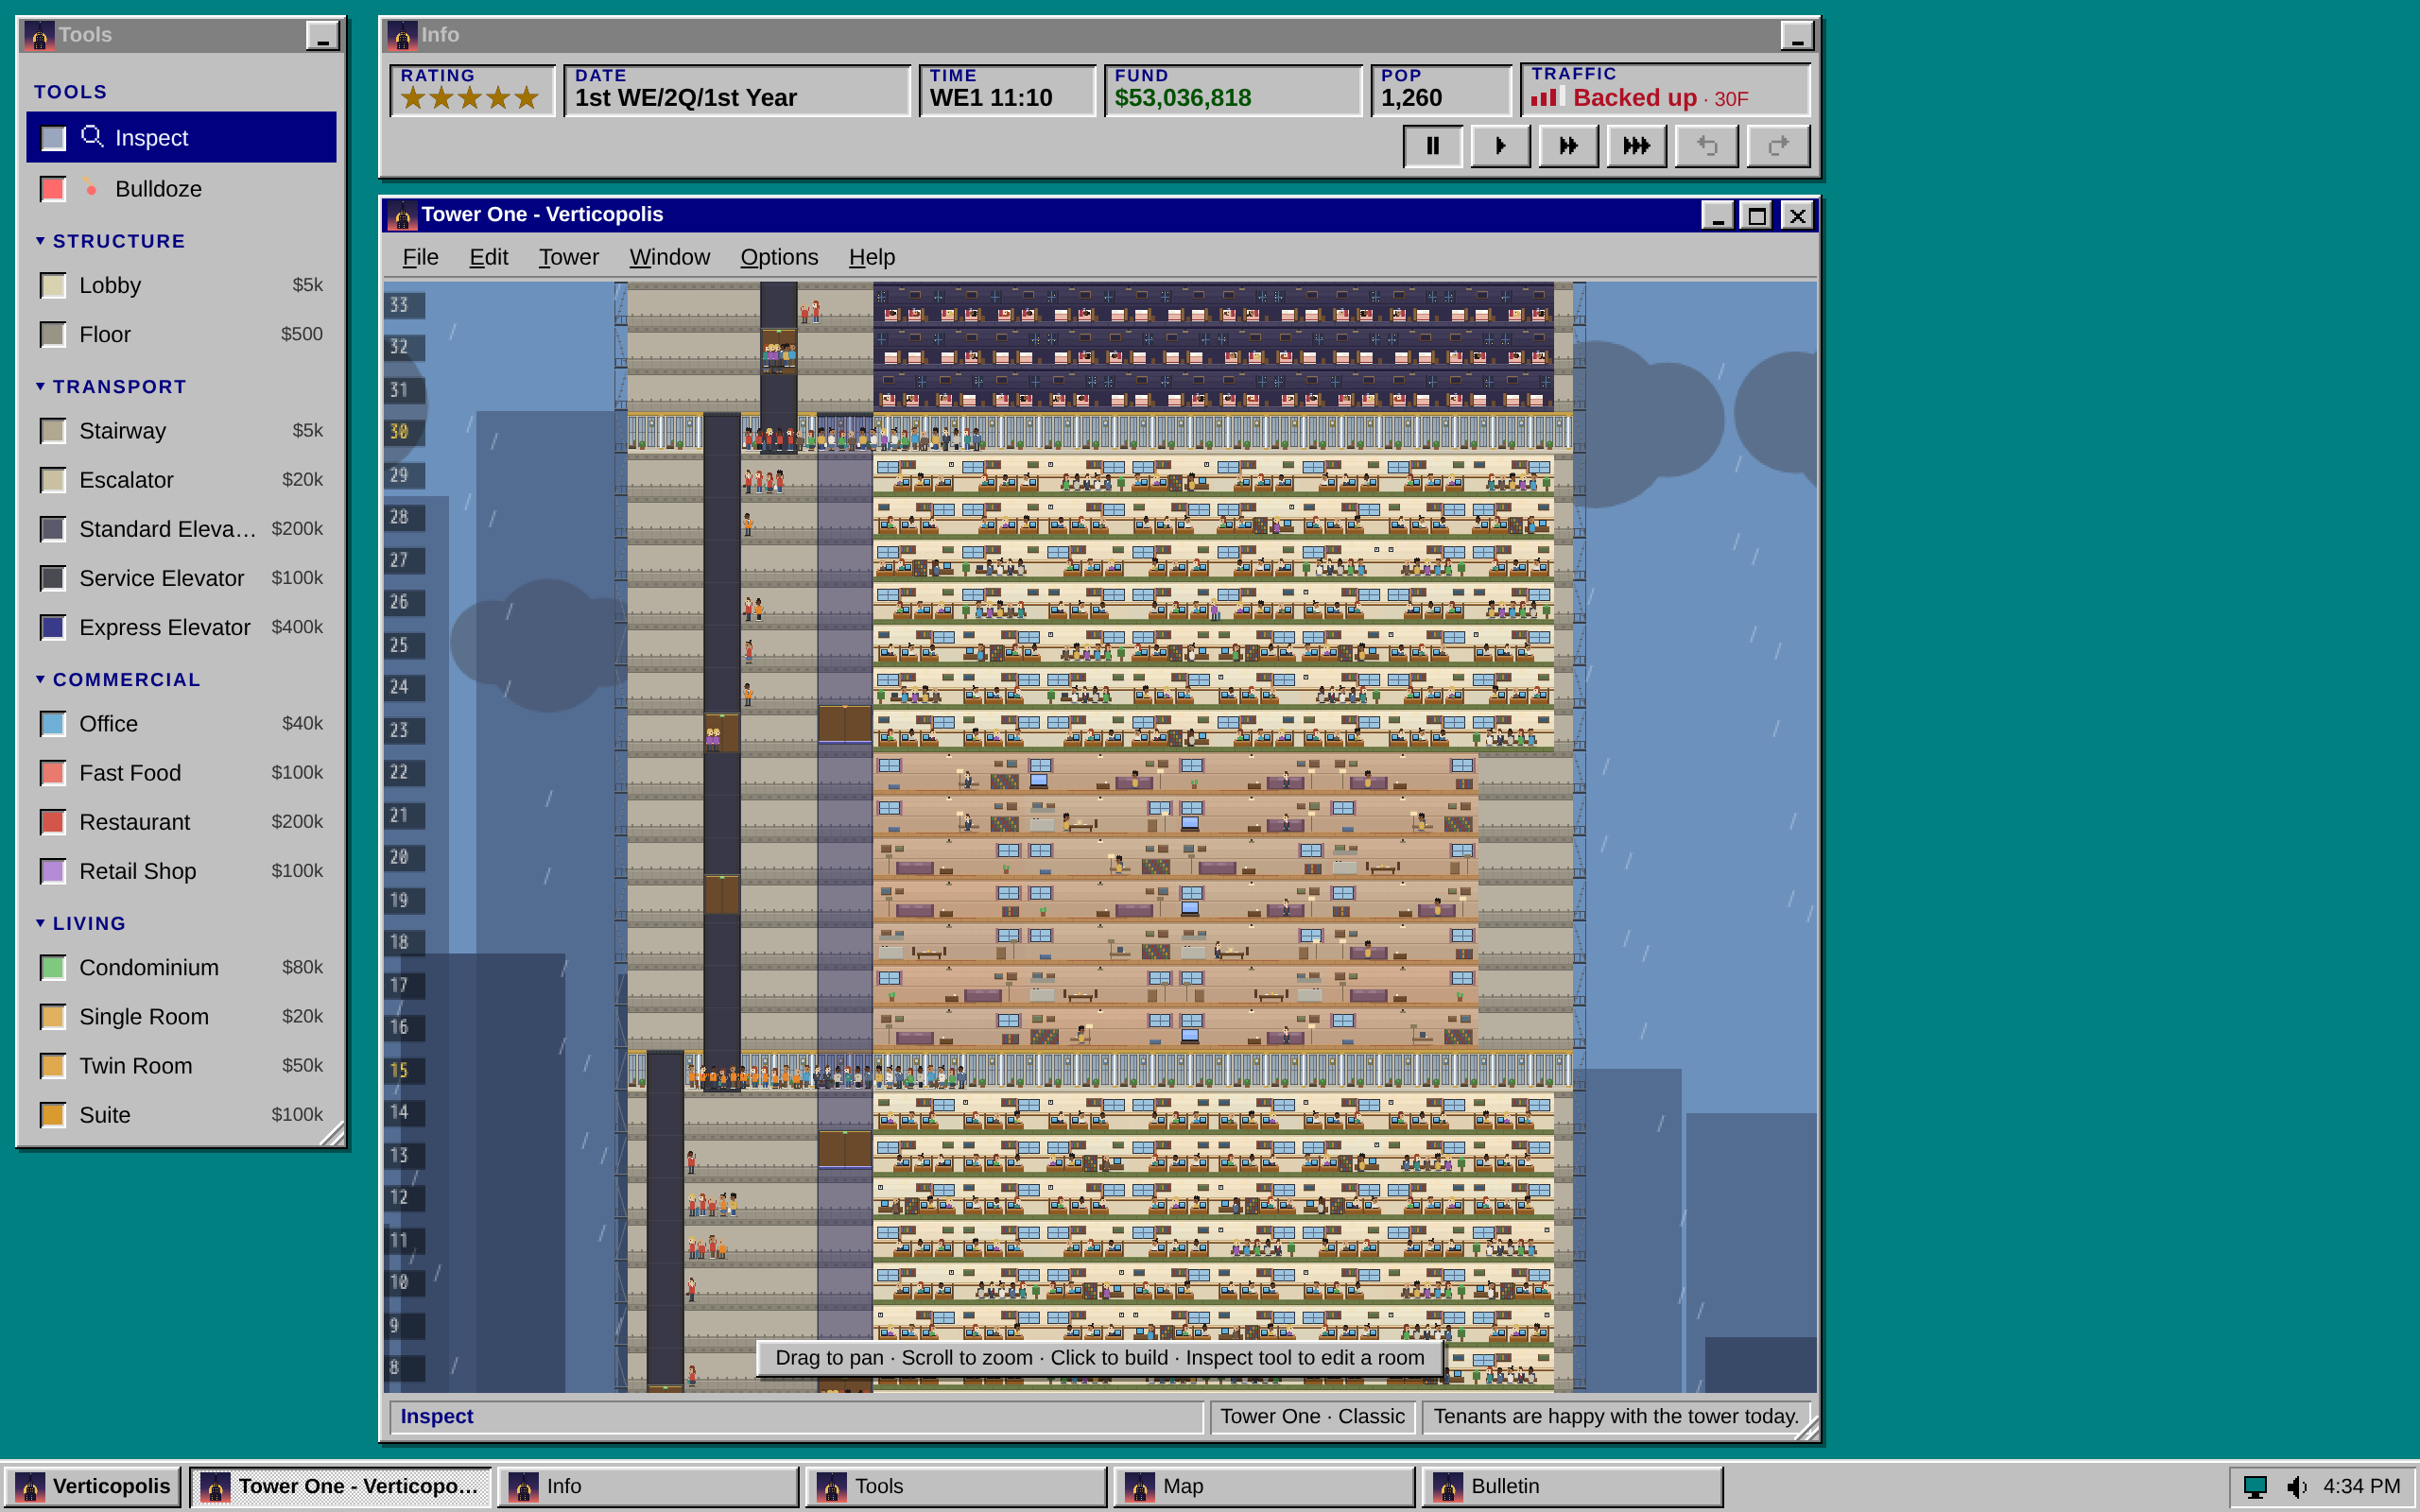 Tools
TOOLS
Inspect
Bulldoze
STRUCTURE
Lobby $5k
Floor $500
TRANSPORT
Stairway $5k
Escalator $20k
Standard Eleva… $200k
Service Elevator $100k
Express Elevator $400k
COMMERCIAL
Office $40k
Fast Food $100k
Restaurant $200k
Retail Shop $100k
LIVING
Condominium $80k
Single Room $20k
Twin Room $50k
Suite $100k
Info
RATING
DATE
1st WE/2Q/1st Year
TIME
WE1 11:10
FUND
$53,036,818
POP
1,260
TRAFFIC
Backed up · 30F
Tower One - Verticopolis
File Edit Tower Window Options Help
33
32
31
30
29
28
27
26
25
24
23
22
21
20
19
18
17
16
15
14
13
12
11
10
9
8
Drag to pan · Scroll to zoom · Click to build · Inspect tool to edit a room
Inspect
Tower One · Classic
Tenants are happy with the tower today.
Verticopolis
Tower One - Verticopo…
Info
Tools
Map
Bulletin
4:34 PM